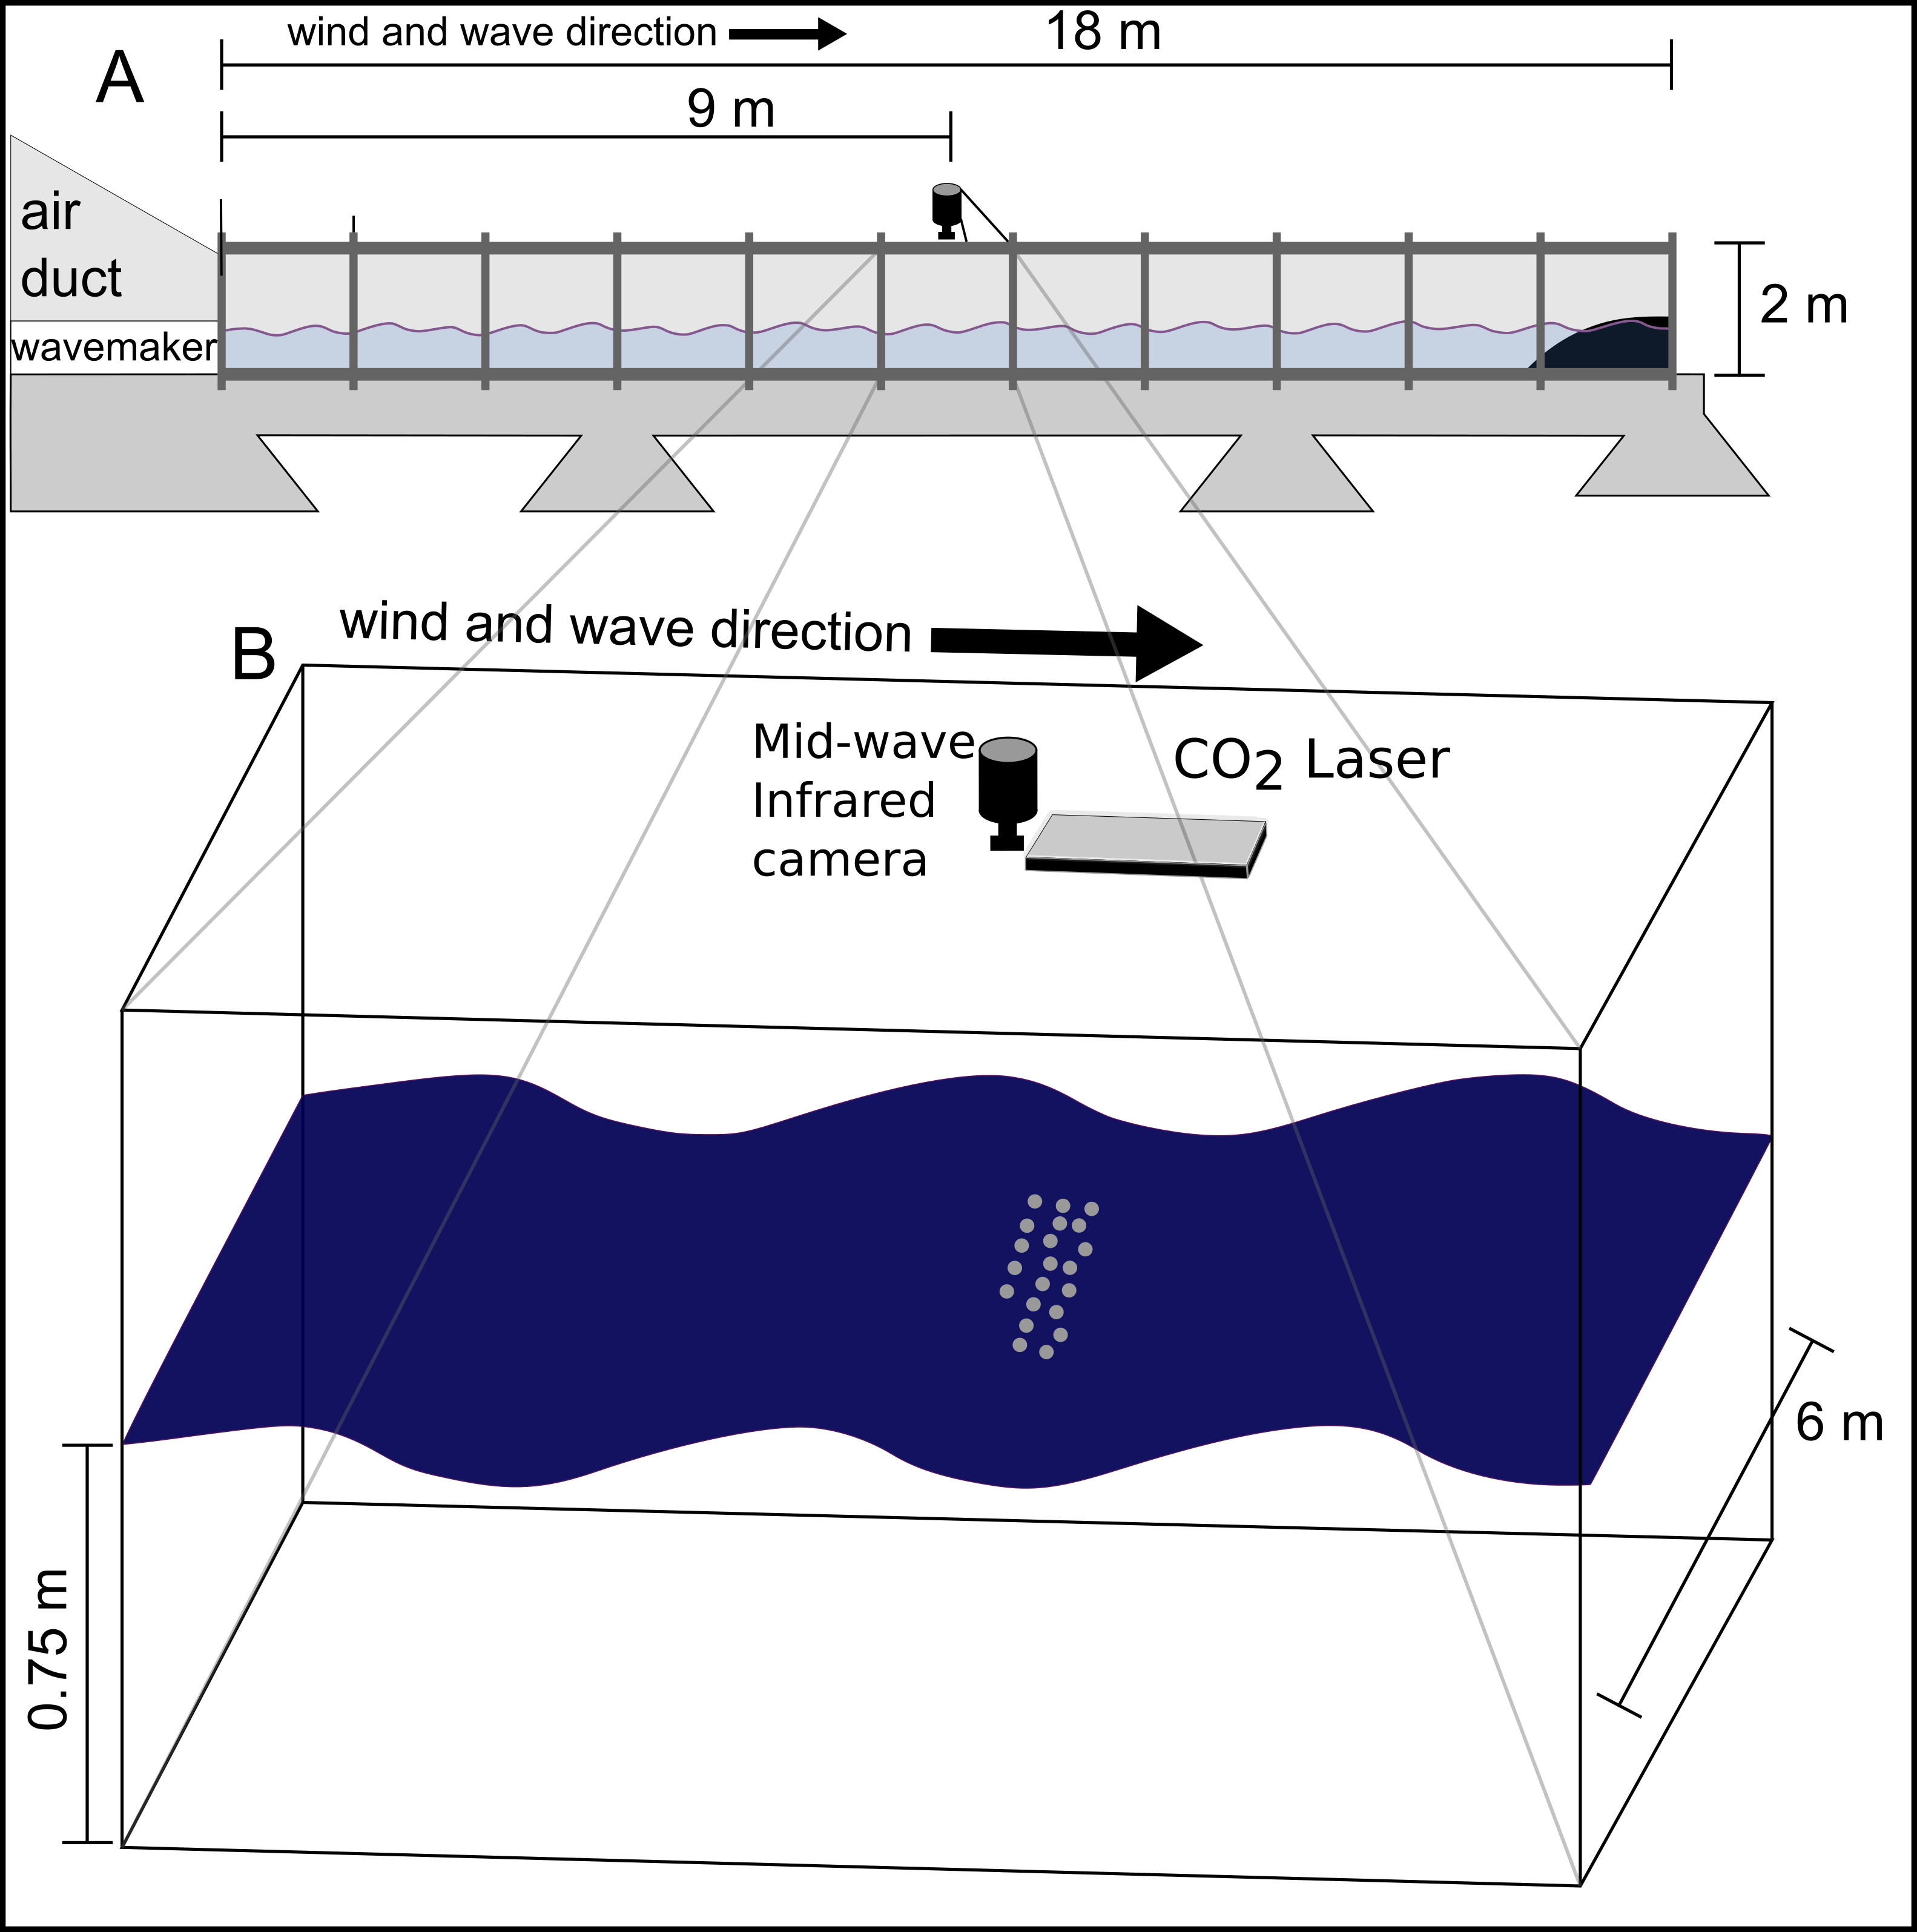 wind and wave direction
18 m
A
9 m
air
duct
wavemaker
2 m
wind and wave direction
B
Mid-wave
Infrared
camera
CO2 Laser
6 m
0.75 m